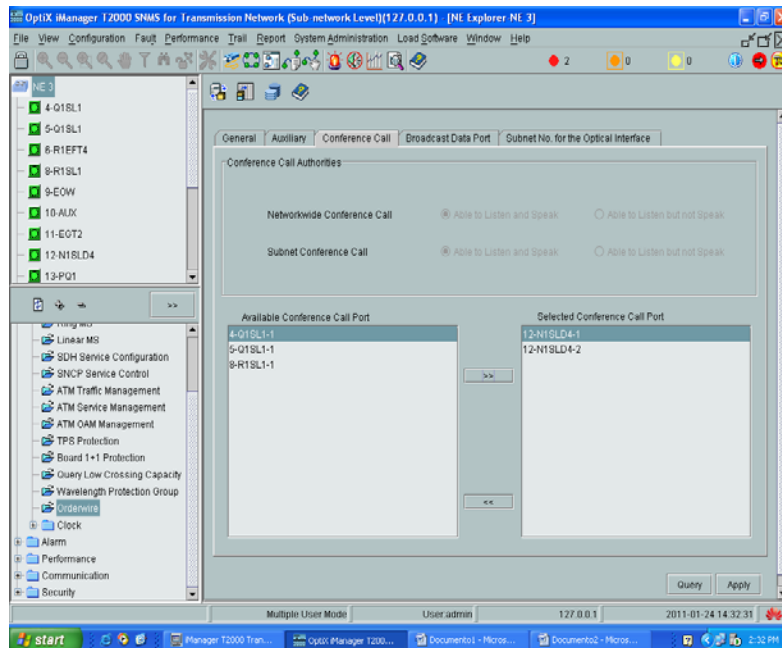 OptiX iManager T2000 SNMS for Transmission Network (Sub-network Level)(127.0.0.1) - [NE Explorer-NE 3]
File View Configuration Fault Performance Trail Report System Administration Load Software Window Help
2 0 0
NE 3
4-Q1SL1
5-Q1SL1
6-R1EFT4
8-R1SL1
9-EOW
10-AUX
11-EGT2
12-N1SLD4
13-PQ1
>>
General Auxiliary Conference Call Broadcast Data Port Subnet No. for the Optical Interface
Conference Call Authorities
Networkwide Conference Call Able to Listen and Speak Able to Listen but not Speak
Subnet Conference Call Able to Listen and Speak Able to Listen but not Speak
Available Conference Call Port Selected Conference Call Port
4-Q1SL1-1
5-Q1SL1-1
8-R1SL1-1
12-N1SLD4-1
12-N1SLD4-2
>>
<<
Linear MS
SDH Service Configuration
SNCP Service Control
ATM Traffic Management
ATM Service Management
ATM OAM Management
TPS Protection
Board 1+1 Protection
Query Low Crossing Capacity
Wavelength Protection Group
Orderwire
Clock
Alarm
Performance
Communication
Security
Query Apply
Multiple User Mode User:admin 127.0.0.1 2011-01-24 14:32:31
start iManager T2000 Tran... OptiX iManager T200... Documento1 - Micros... Documento2 - Micros... 2:32 PM